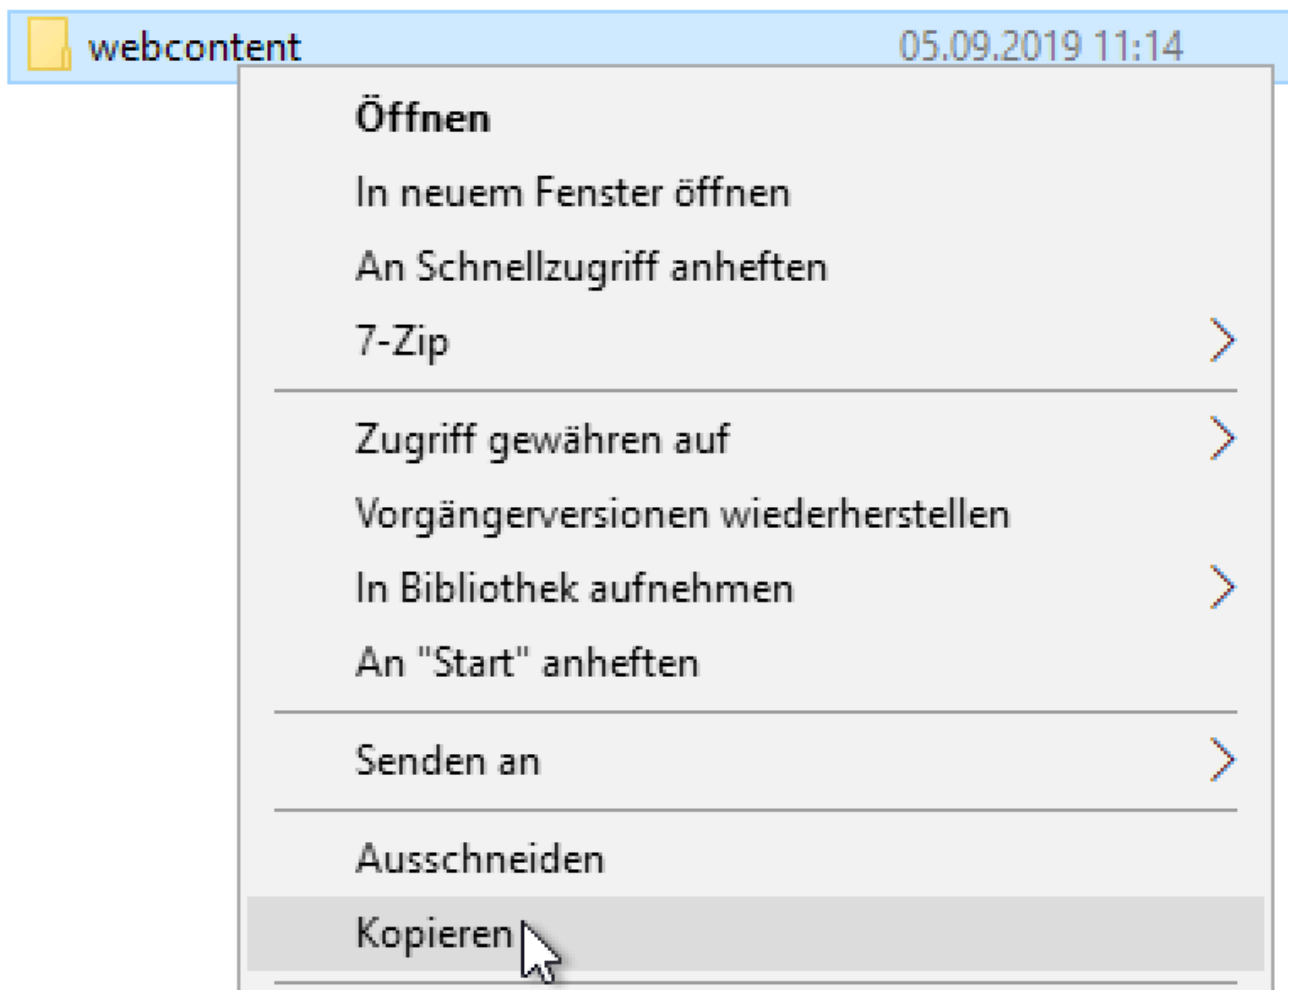 webcontent 05.09.2019 11:14
Öffnen
In neuem Fenster öffnen
An Schnellzugriff anheften
7-Zip
Zugriff gewähren auf
Vorgängerversionen wiederherstellen
In Bibliothek aufnehmen
An "Start" anheften
Senden an
Ausschneiden
Kopieren